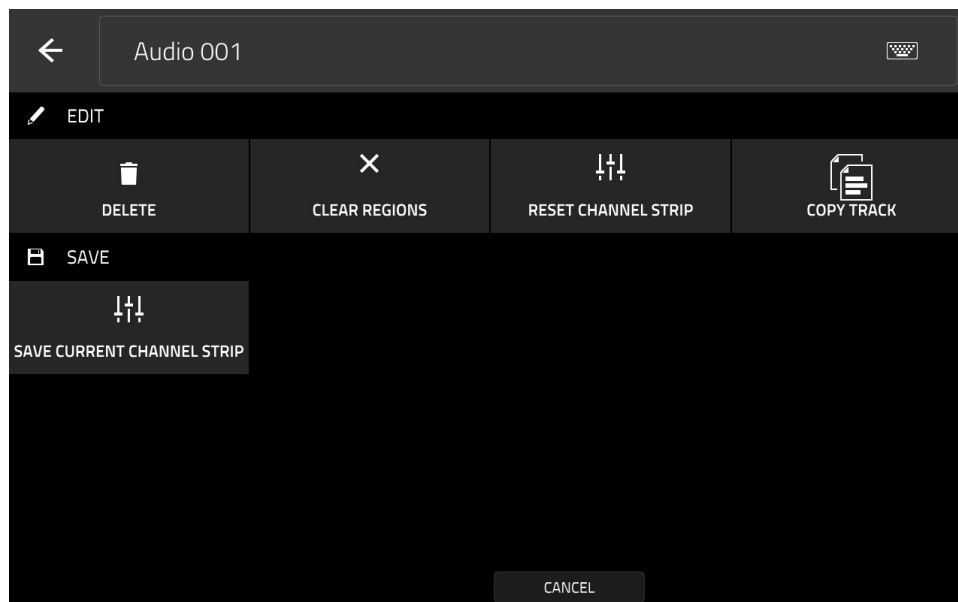 Audio 001
EDIT
DELETE
CLEAR REGIONS
RESET CHANNEL STRIP
COPY TRACK
SAVE
SAVE CURRENT CHANNEL STRIP
CANCEL